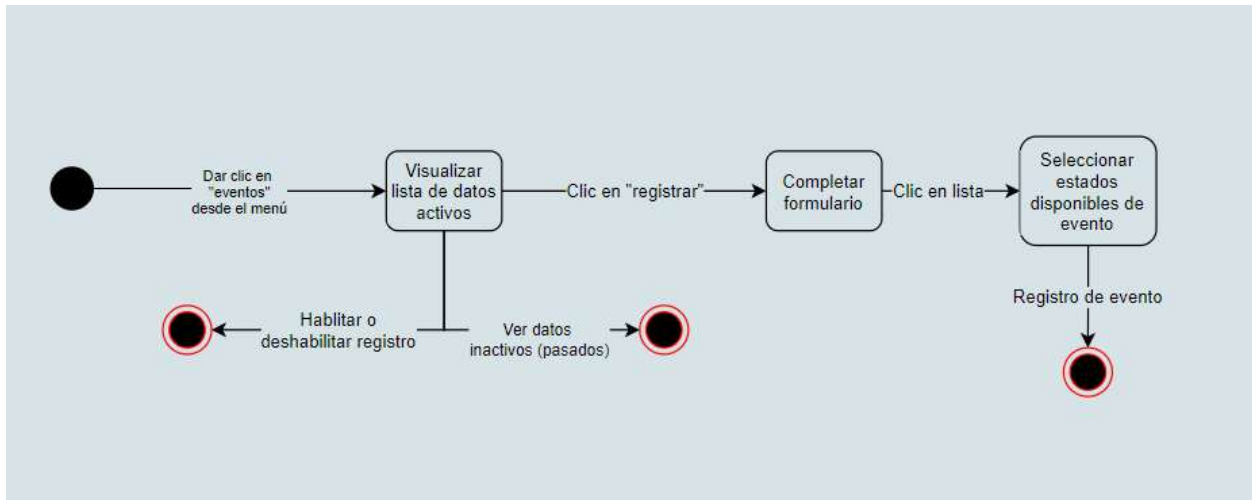 Dar clic en
"eventos"
desde el menú
Visualizar
lista de datos
activos
Clic en "registrar"
Completar
formulario
Clic en lista
Seleccionar
estados
disponibles de
evento
Hablitar o
deshabilitar registro
Ver datos
inactivos (pasados)
Registro de evento